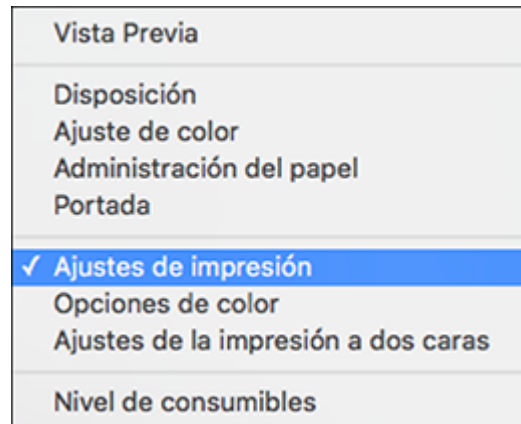 Vista Previa
Disposición
Ajuste de color
Administración del papel
Portada
✓ Ajustes de impresión
Opciones de color
Ajustes de la impresión a dos caras
Nivel de consumibles